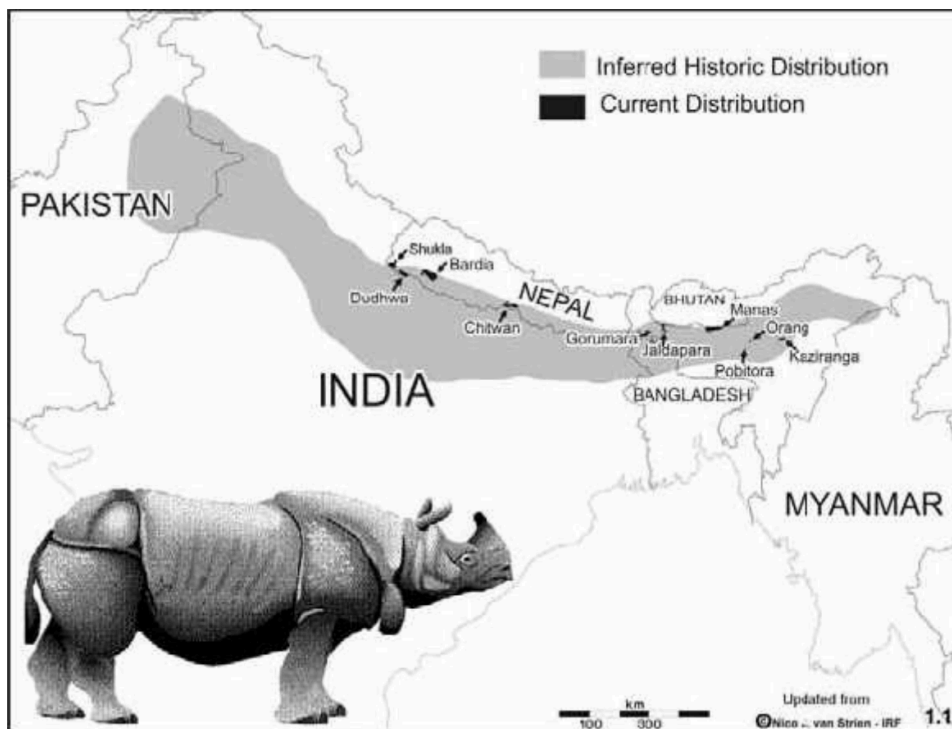 Inferred Historic Distribution
Current Distribution
PAKISTAN
Shukla
Bardia
Dudhwa
NEPAL
Chitwan
BHUTAN
Manas
Gorumara
Orang
Jaldapara
Kaziranga
Pobitora
INDIA
BANGLADESH
MYANMAR
km
100 300
Updated from
© Nico van Strien - IRF
1.1